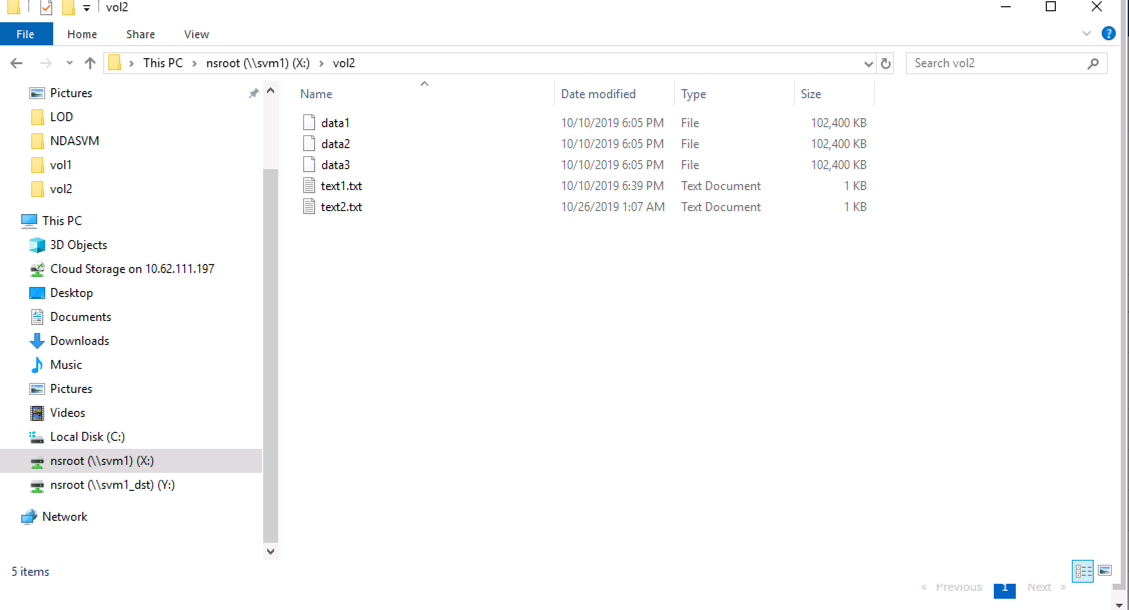 vol2
File Home Share View
This PC nsroot (\\svm1) (X:) vol2
Search vol2
Pictures
LOD
NDASVM
vol1
vol2
This PC
3D Objects
Cloud Storage on 10.62.111.197
Desktop
Documents
Downloads
Music
Pictures
Videos
Local Disk (C:)
nsroot (\\svm1) (X:)
nsroot (\\svm1_dst) (Y:)
Network
Name Date modified Type Size
data1 10/10/2019 6:05 PM File 102,400 KB
data2 10/10/2019 6:05 PM File 102,400 KB
data3 10/10/2019 6:05 PM File 102,400 KB
text1.txt 10/10/2019 6:39 PM Text Document 1 KB
text2.txt 10/26/2019 1:07 AM Text Document 1 KB
5 items
« Previous 1 Next »